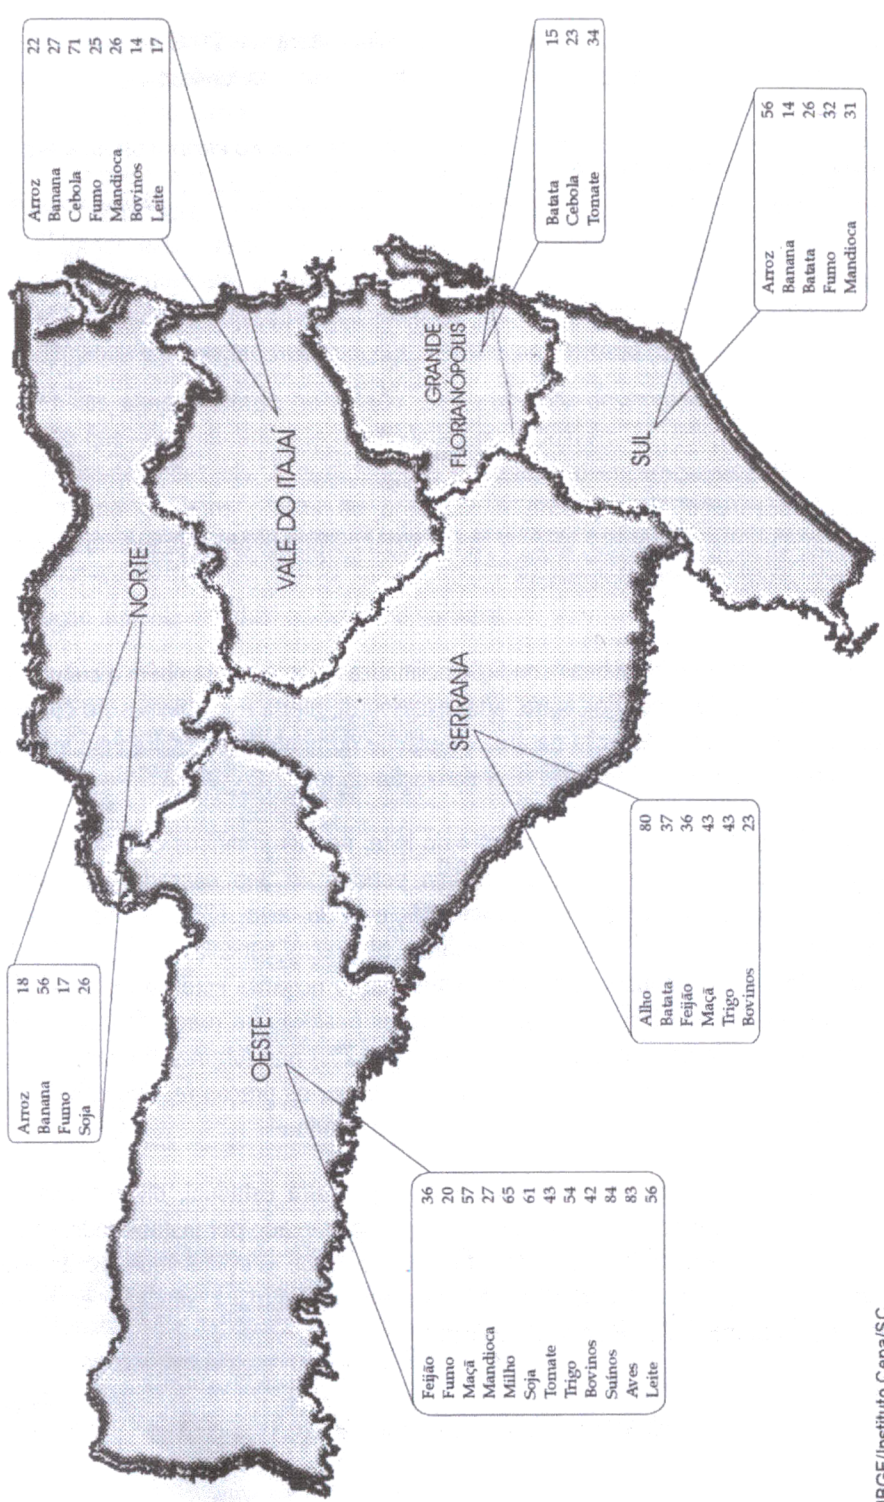 Arroz 18
Banana 56
Fumo 17
Soja 26
Arroz 22
Banana 27
Cebola 71
Fumo 25
Mandioca 26
Bovinos 14
Leite 17
NORTE
VALE DO ITAJAÍ
OESTE
SERRANA
GRANDE
FLORIANÓPOLIS
SUL
Batata 15
Cebola 23
Tomate 34
Feijão 36
Fumo 20
Maçã 57
Mandioca 27
Milho 65
Soja 61
Tomate 43
Trigo 54
Bovinos 42
Suínos 84
Aves 83
Leite 56
Alho 80
Batata 37
Feijão 36
Maçã 43
Trigo 43
Bovinos 23
Arroz 56
Banana 14
Batata 26
Fumo 32
Mandioca 31
IBGE/Instituto Cepa/SC